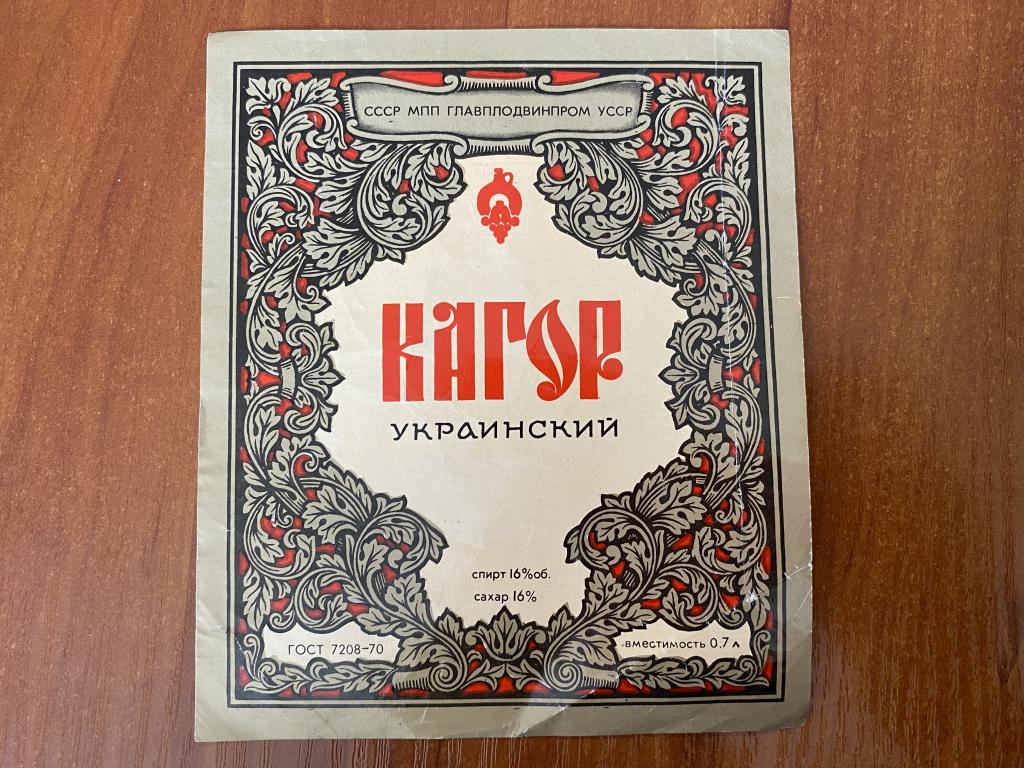 СССР МПП ГЛАВПЛОДВИНПРОМ УССР
КАГОР
УКРАИНСКИЙ
спирт 16%об.
сахар 16%
ГОСТ 7208-70
вместимость 0,7 л